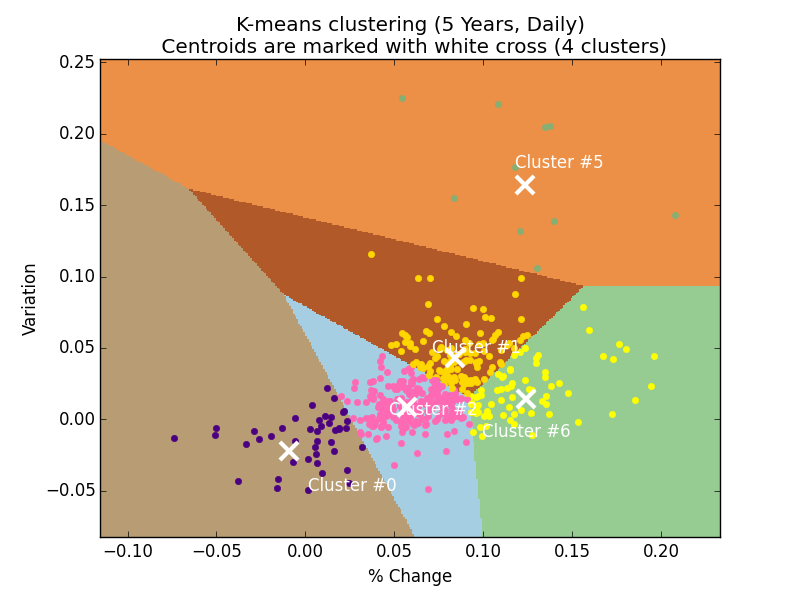 K-means clustering (5 Years, Daily)
Centroids are marked with white cross (4 clusters)
0.25
0.20
0.15
0.10
0.05
0.00
−0.05
Variation
Cluster #5
Cluster #1
Cluster #2
Cluster #6
Cluster #0
−0.10 −0.05 0.00 0.05 0.10 0.15 0.20
% Change